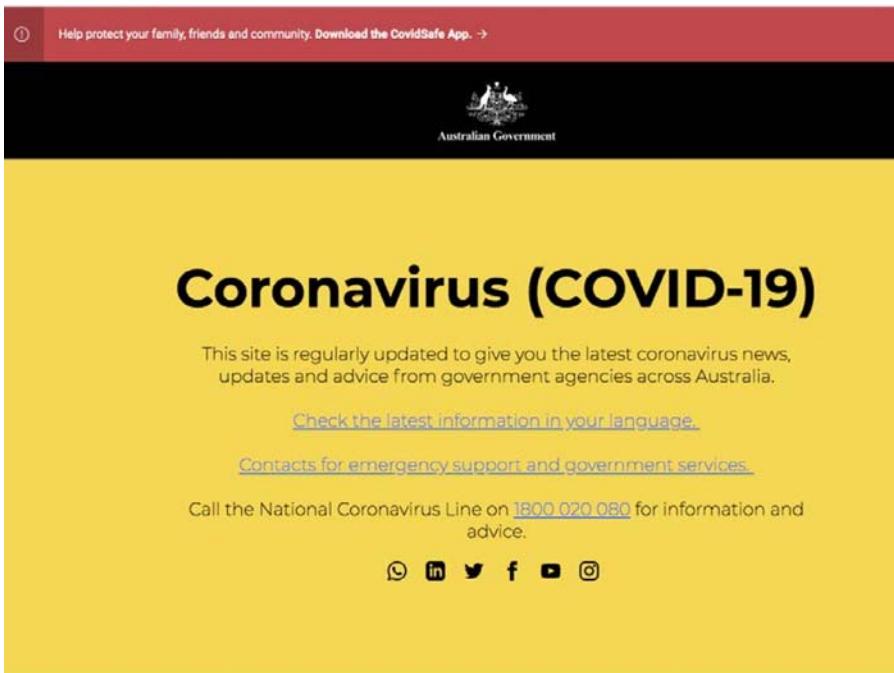 Help protect your family, friends and community. Download the CovidSafe App. →
Australian Government
Coronavirus (COVID-19)
This site is regularly updated to give you the latest coronavirus news,
updates and advice from government agencies across Australia.
Check the latest information in your language.
Contacts for emergency support and government services.
Call the National Coronavirus Line on 1800 020 080 for information and
advice.